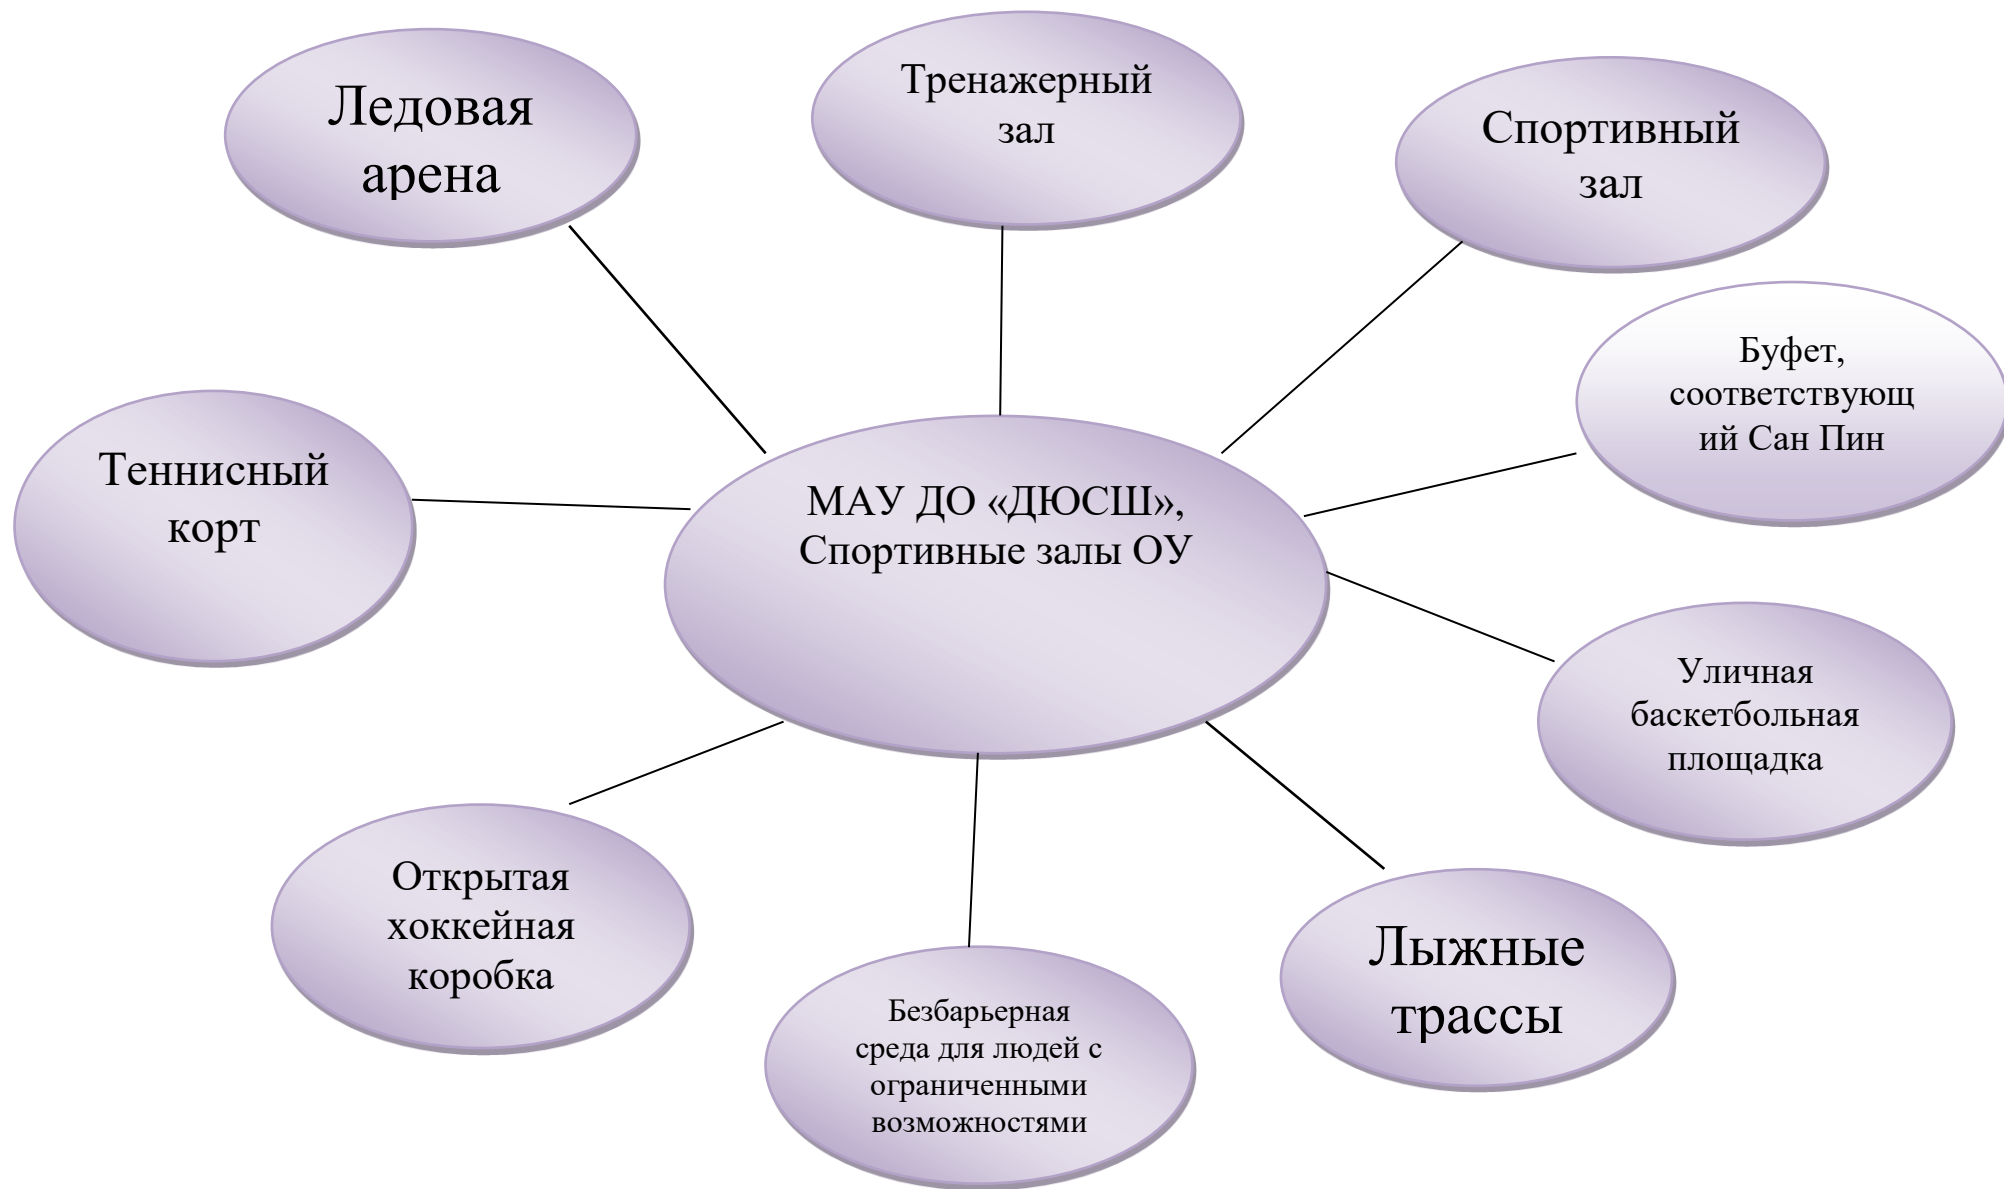 Ледовая
арена
Тренажерный
зал
Спортивный
зал
Буфет,
соответствующ
ий Сан Пин
Теннисный
корт
МАУ ДО «ДЮСШ»,
Спортивные залы ОУ
Уличная
баскетбольная
площадка
Открытая
хоккейная
коробка
Безбарьерная
среда для людей с
ограниченными
возможностями
Лыжные
трассы